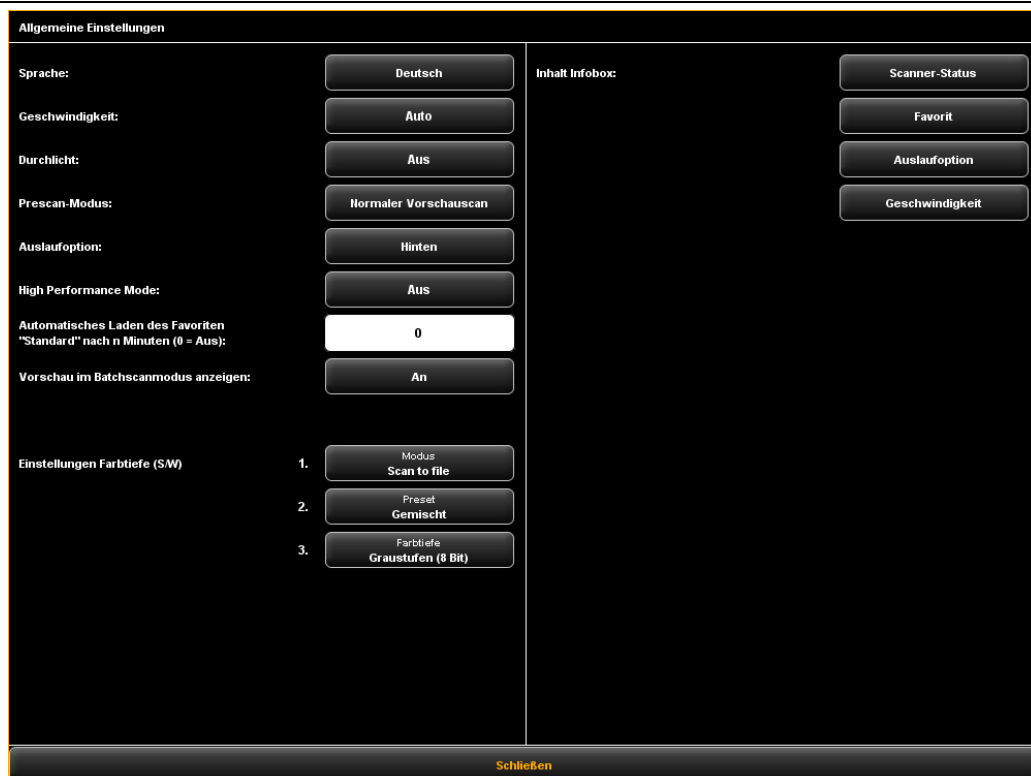 Allgemeine Einstellungen
Sprache:
Deutsch
Geschwindigkeit:
Auto
Durchlicht:
Aus
Prescan-Modus:
Normaler Vorschauscan
Auslaufoption:
Hinten
High Performance Mode:
Aus
Automatisches Laden des Favoriten
"Standard" nach n Minuten (0 = Aus):
0
Vorschau im Batchscanmodus anzeigen:
An
Einstellungen Farbtiefe (S/W)
1.
Modus
Scan to file
2.
Preset
Gemischt
3.
Farbtiefe
Graustufen (8 Bit)
Inhalt Infobox:
Scanner-Status
Favorit
Auslaufoption
Geschwindigkeit
Schließen